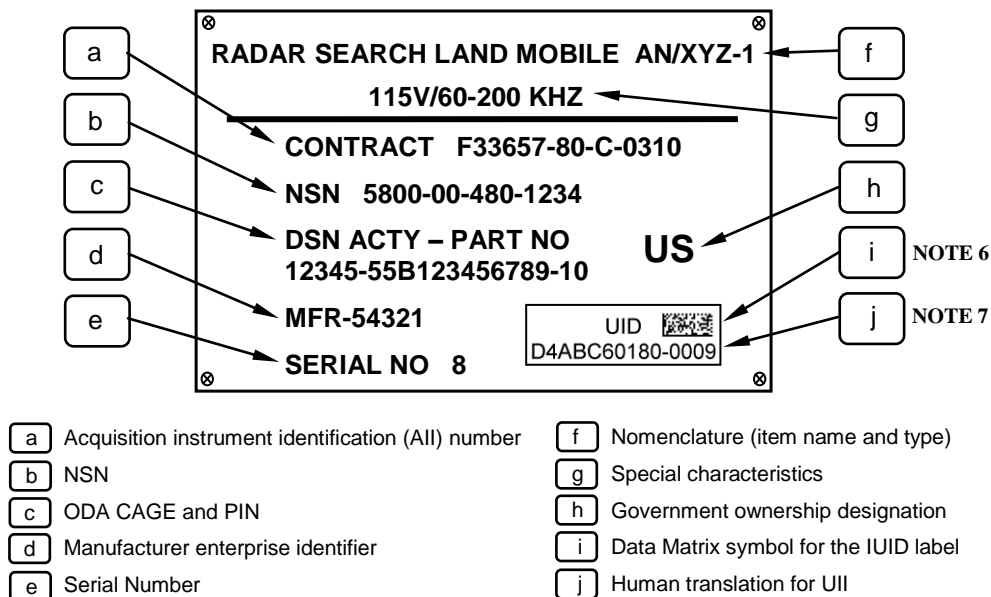 a
b
c
d
e
RADAR SEARCH LAND MOBILE AN/XYZ-1
115V/60-200 KHZ
CONTRACT F33657-80-C-0310
NSN 5800-00-480-1234
DSN ACTY – PART NO
12345-55B123456789-10
MFR-54321
SERIAL NO 8
US
UID
D4ABC60180-0009
f
g
h
i NOTE 6
j NOTE 7
a Acquisition instrument identification (AII) number
b NSN
c ODA CAGE and PIN
d Manufacturer enterprise identifier
e Serial Number
f Nomenclature (item name and type)
g Special characteristics
h Government ownership designation
i Data Matrix symbol for the IUID label
j Human translation for UII